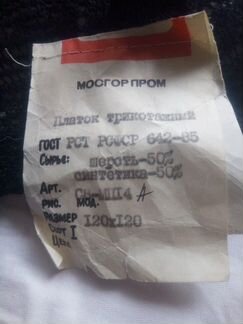 МОСГОРПРОМ
Платок трикотажный
ГОСТ РСТ РСФСР 642-85
Сырье: шерсть-50%
синтетика-50%
Арт.
Рис. мод.
Размер 120х120
Сорт I
Цена